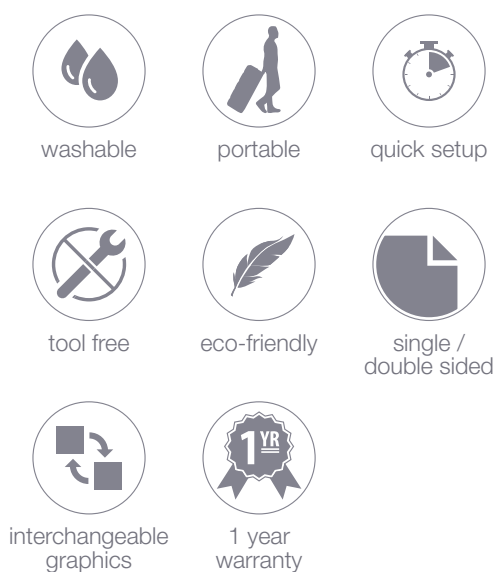 washable
portable
quick setup
tool free
eco-friendly
single /
double sided
1 YR
interchangeable
graphics
1 year
warranty